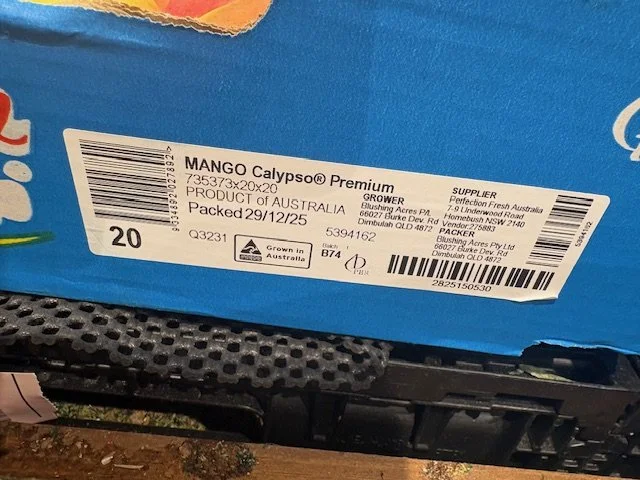 MANGO Calypso® Premium
735373x20x20
PRODUCT of AUSTRALIA
Packed 29/12/25
GROWER
Blushing Acres P/L
66027 Burke Dev. Rd
Dimbulah QLD 4872
SUPPLIER
Perfection Fresh Australia
7-9 Underwood Road
Homebush NSW 2140
Vendor:275883
PACKER
Blushing Acres Pty Ltd
66027 Burke Dev. Rd
Dimbulah QLD 4872
9334892027892>
20
Q3231
Grown in
Australia
5394162
Batch
B74
PBR
2825150530
5394162